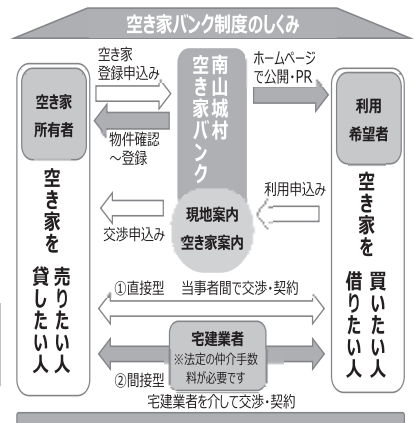 空き家バンク制度のしくみ
空き家
登録申込み
南山城村
空き家バンク
ホームページ
で公開・PR
空き家
所有者
利用
希望者
物件確認
～登録
空き家を
売りたい人
貸したい人
空き家を
買いたい人
借りたい人
利用申込み
現地案内
空き家案内
交渉申込み
①直接型 当事者間で交渉・契約
宅建業者
※法定の仲介手数
料が必要です
②間接型
宅建業者を介して交渉・契約